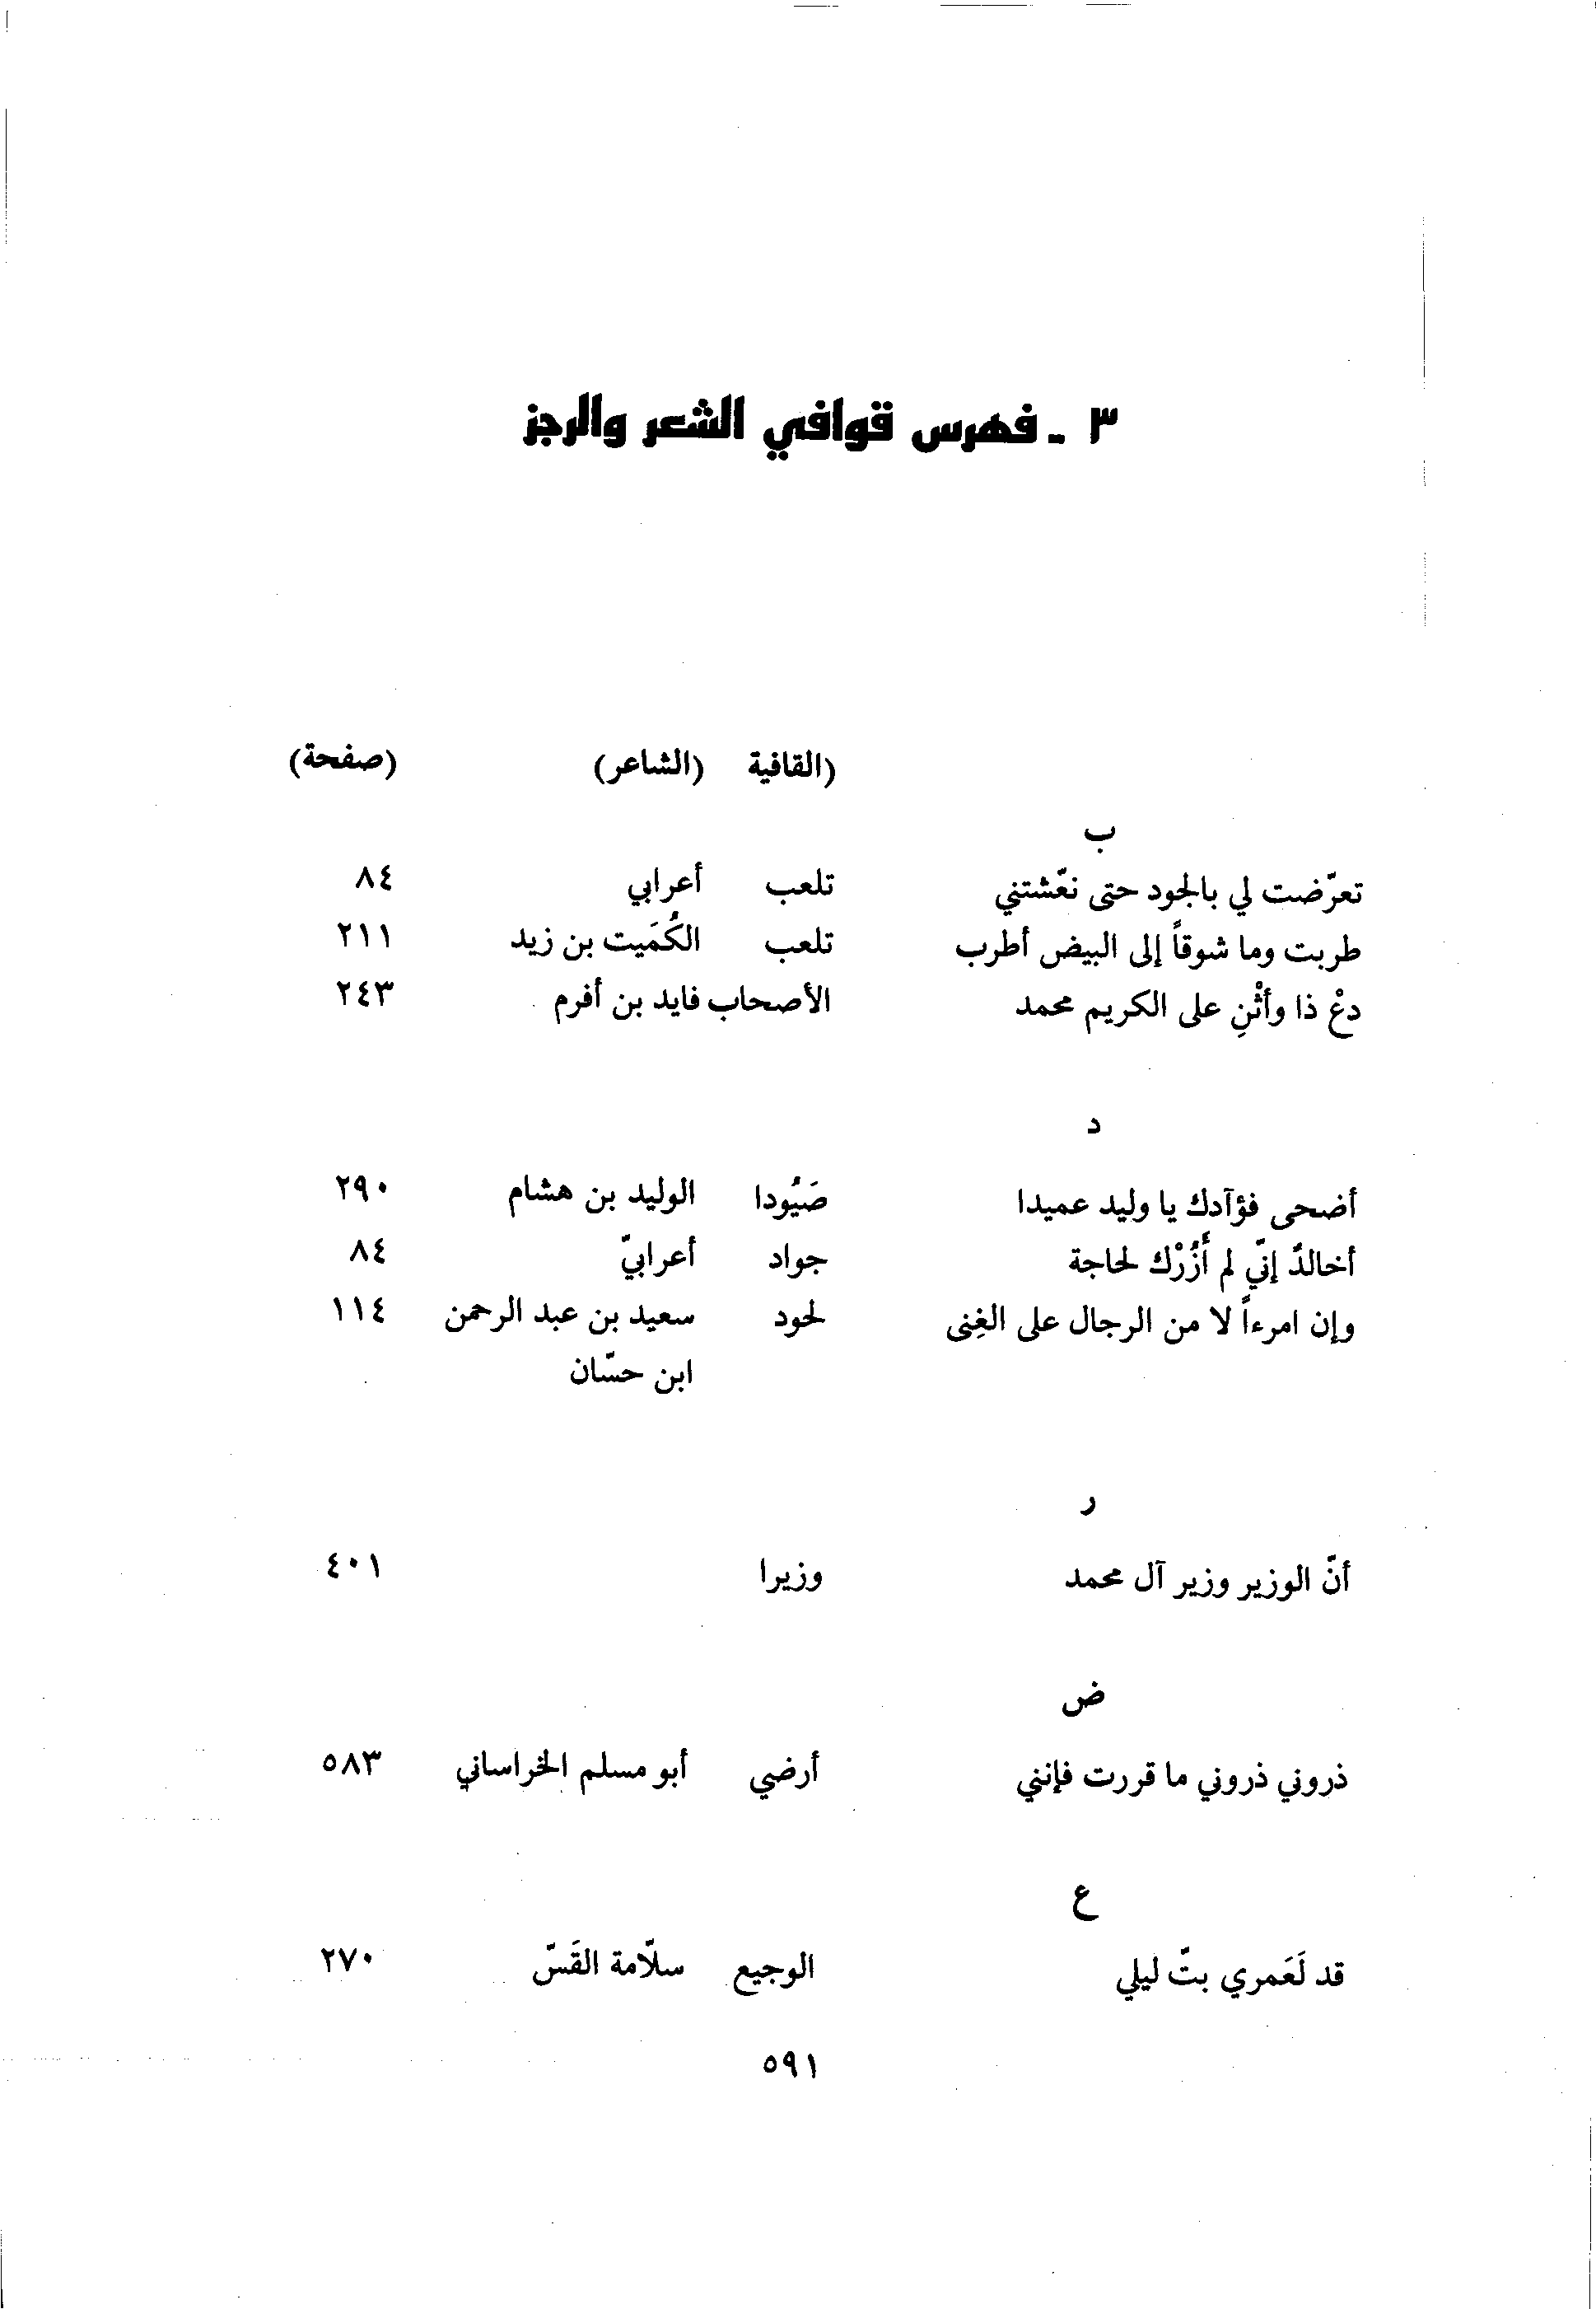 ٣ ـ فهرس قوافي الشعر والرجز
(القافية (الشاعر) (صفحة)
ب
تعرّضت لي بالجود حتى نعّشتني تلعب أعرابي ٨٤
طربت وما شوقاً إلى البيض أطرب تلعب الكُمَيت بن زيد ٢١١
دعْ ذا وأثْنِ على الكريم محمد الأصحاب فايد بن أفرم ٢٤٣
د
أضحى فؤآدك يا وليد عميدا صَيُودا الوليد بن هشام ٢٩٠
أخالدُ إنّي لم أَزُرْك لحاجة جواد أعرابيّ ٨٤
وإن امرءاً لا من الرجال على الغِنى لحود سعيد بن عبد الرحمن ١١٤
ابن حسّان
ر
أنّ الوزير وزير آل محمد وزيرا ٤٠١
ض
ذروني ذروني ما قررت فإنني أرضي أبو مسلم الخراساني ٥٨٣
ع
قد لَعَمري بتّ ليلي الوجيع سلاّمة القَسّ ٢٧٠
٥٩١